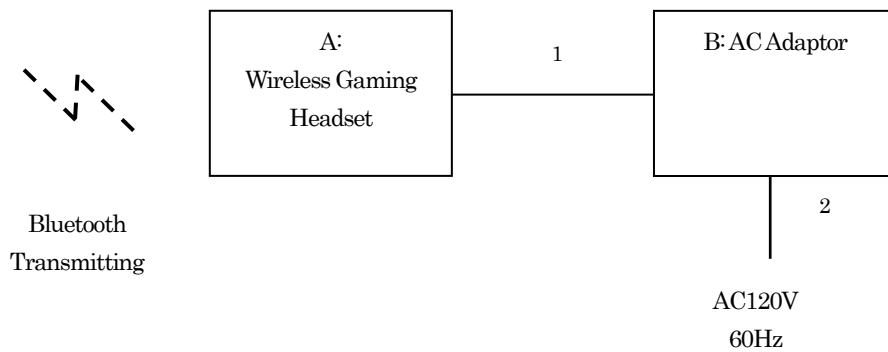 A:
Wireless Gaming
Headset
1
B: AC Adaptor
2
Bluetooth
Transmitting
AC120V
60Hz